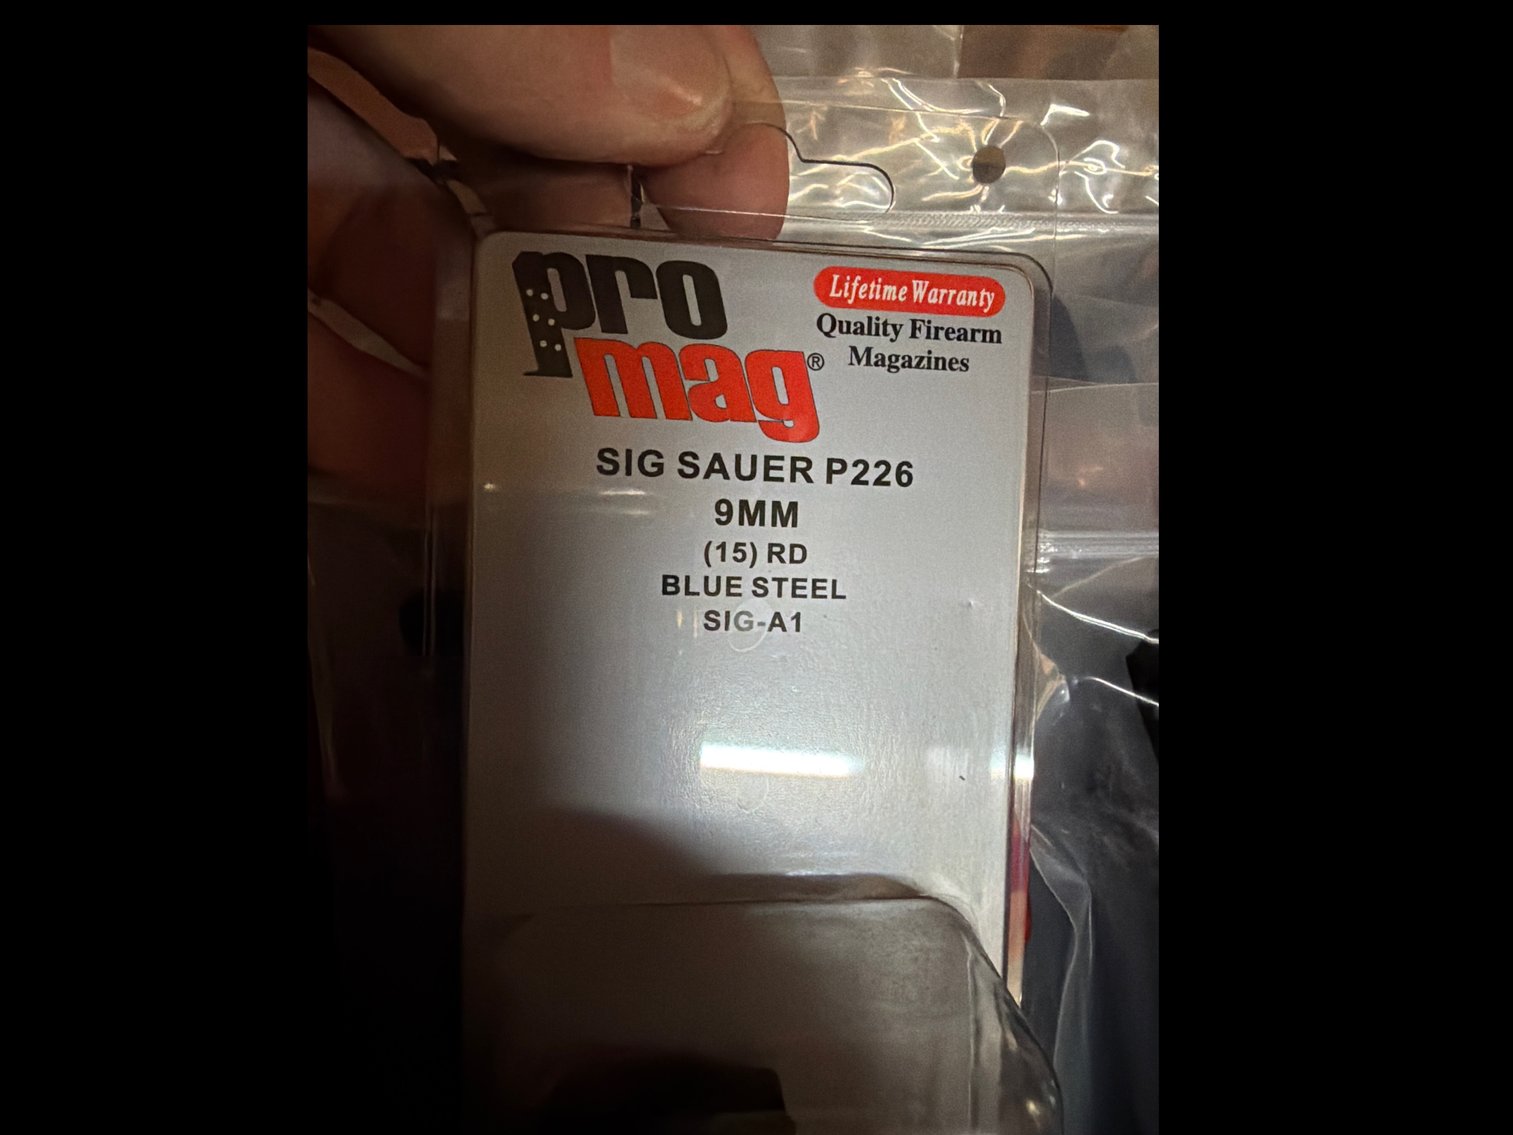 pro
mag®
Lifetime Warranty
Quality Firearm
Magazines
SIG SAUER P226
9MM
(15) RD
BLUE STEEL
SIG-A1